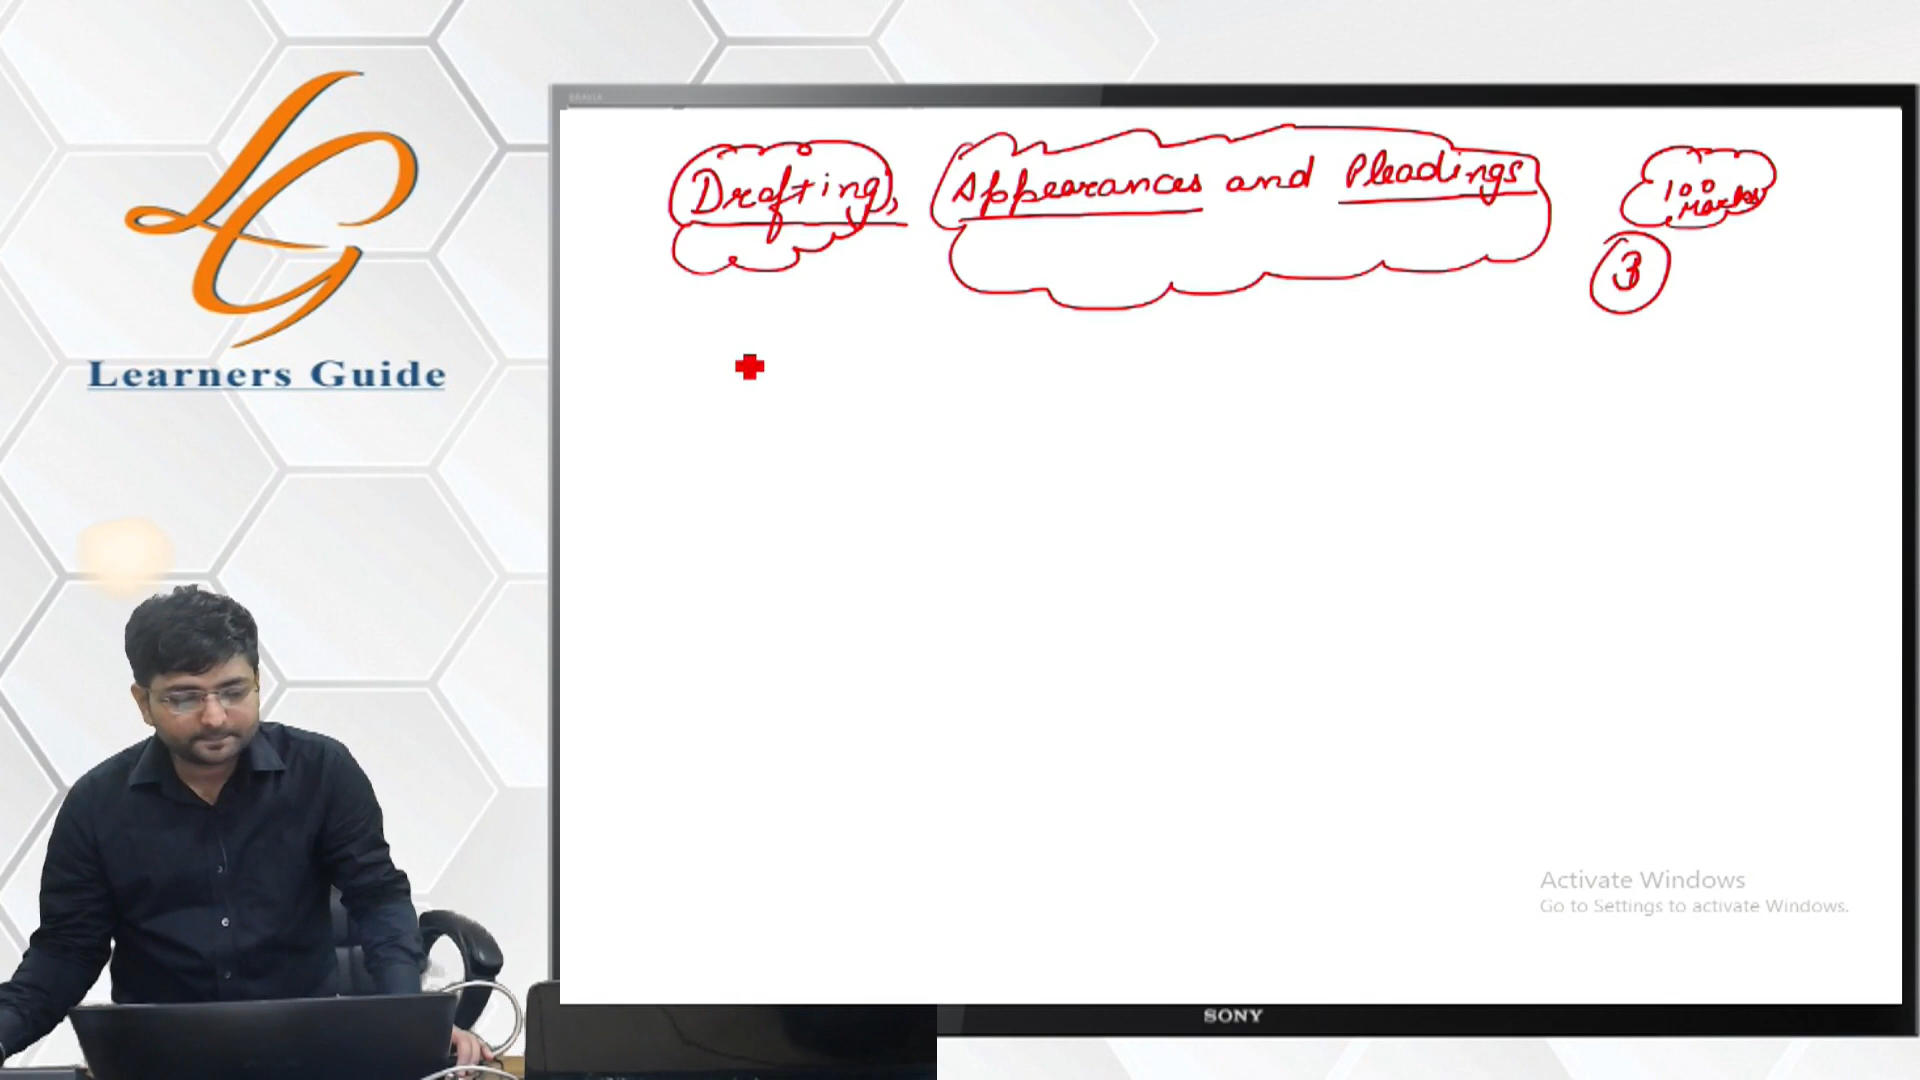 Learners Guide
Drafting, Appearances and Pleadings
100
Marks
3
Activate Windows
Go to Settings to activate Windows.
SONY